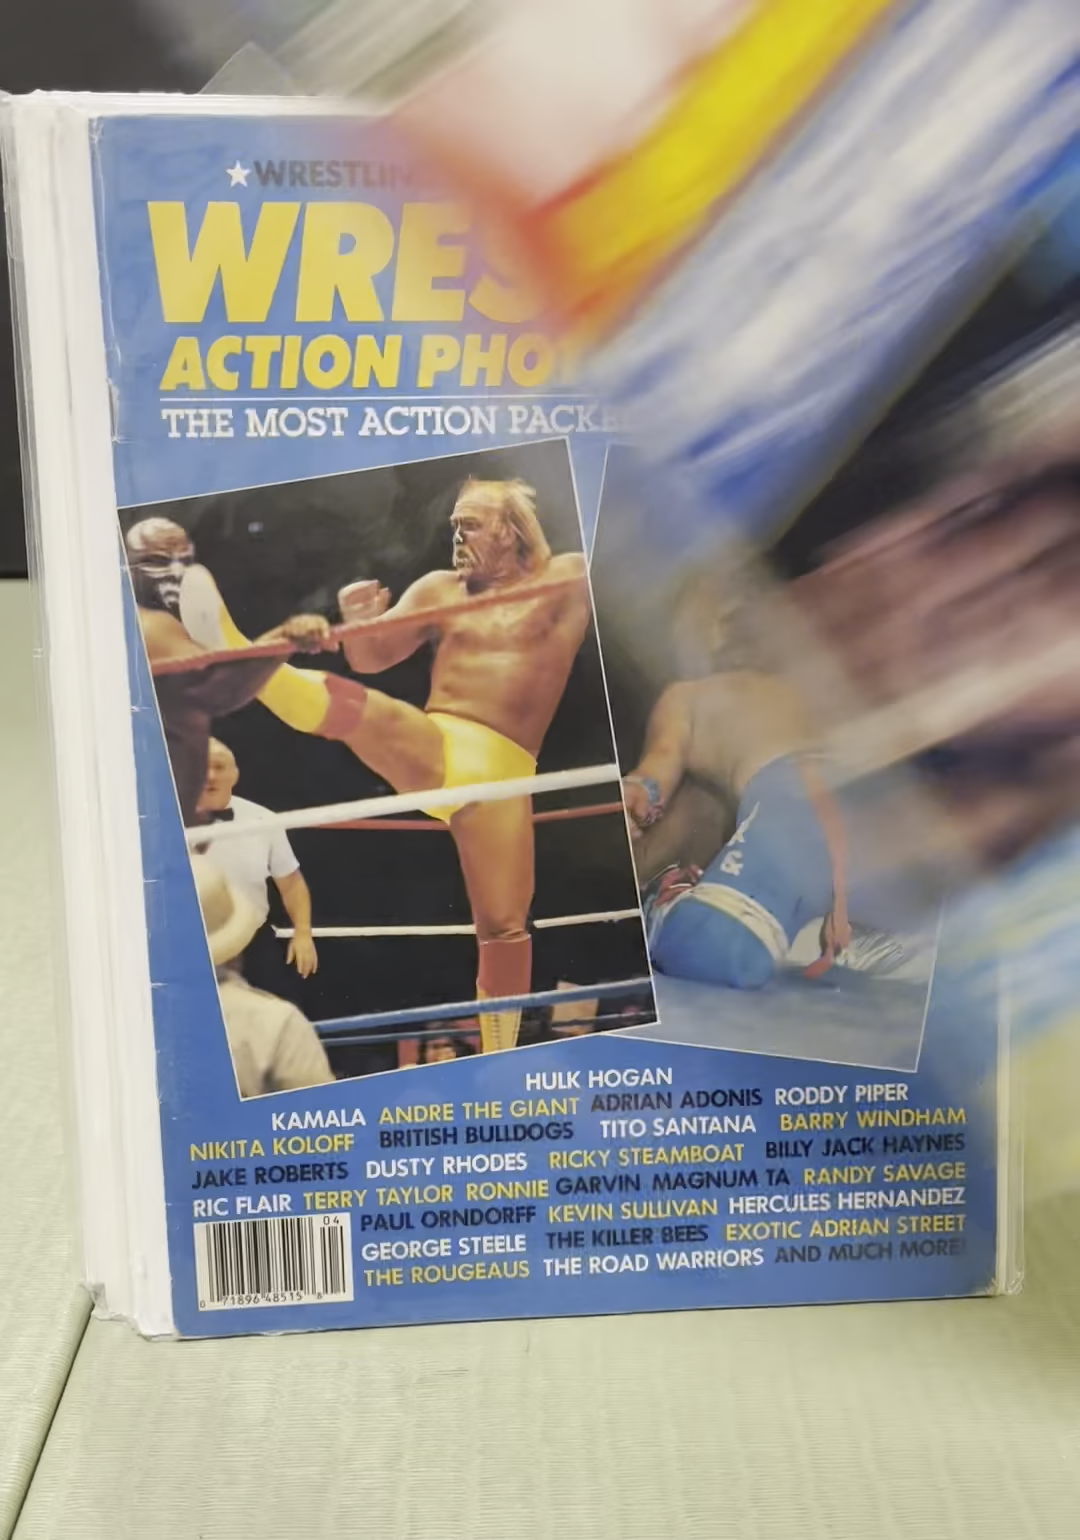 ★WRESTLIN
WRES
ACTION PHO
THE MOST ACTION PACKE
HULK HOGAN
KAMALA ANDRE THE GIANT ADRIAN ADONIS RODDY PIPER
NIKITA KOLOFF BRITISH BULLDOGS TITO SANTANA BARRY WINDHAM
JAKE ROBERTS DUSTY RHODES RICKY STEAMBOAT BILLY JACK HAYNES
RIC FLAIR TERRY TAYLOR RONNIE GARVIN MAGNUM TA RANDY SAVAGE
PAUL ORNDORFF KEVIN SULLIVAN HERCULES HERNANDEZ
GEORGE STEELE THE KILLER BEES EXOTIC ADRIAN STREET
THE ROUGEAUS THE ROAD WARRIORS AND MUCH MORE!
04
0 71896 48515 8